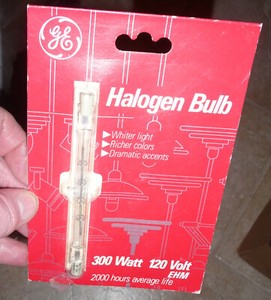 GE
Halogen Bulb
▶Whiter light
▶Richer colors
▶Dramatic accents
300 Watt 120 Volt
EHM
2000 hours average life